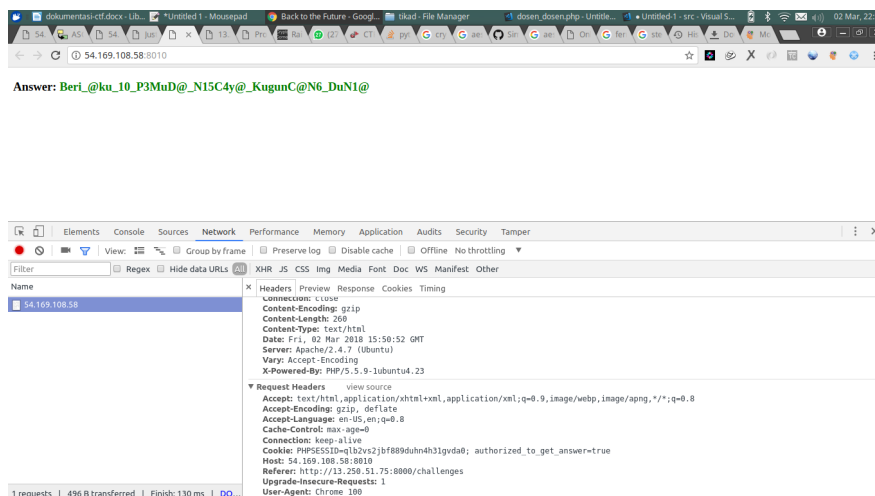 dokumentasi-ctf.docx - Lib... *Untitled 1 - Mousepad Back to the Future - Googl... tikad - File Manager dosen_dosen.php - Untitle... • Untitled-1 - src - Visual S... 02 Mar, 22:
54.169.108.58:8010
Answer: Beri_@ku_10_P3MuD@_N15C4y@_KugunC@N6_DuN1@
Elements Console Sources Network Performance Memory Application Audits Security Tamper
View: Group by frame Preserve log Disable cache Offline No throttling
Filter Regex Hide data URLs All XHR JS CSS Img Media Font Doc WS Manifest Other
Name × Headers Preview Response Cookies Timing
54.169.108.58
Connection: close
Content-Encoding: gzip
Content-Length: 260
Content-Type: text/html
Date: Fri, 02 Mar 2018 15:50:52 GMT
Server: Apache/2.4.7 (Ubuntu)
Vary: Accept-Encoding
X-Powered-By: PHP/5.5.9-1ubuntu4.23
Request Headers view source
Accept: text/html,application/xhtml+xml,application/xml;q=0.9,image/webp,image/apng,*/*;q=0.8
Accept-Encoding: gzip, deflate
Accept-Language: en-US,en;q=0.8
Cache-Control: max-age=0
Connection: keep-alive
Cookie: PHPSESSID=qlb2vs2jbf889duhn4h31gvda0; authorized_to_get_answer=true
Host: 54.169.108.58:8010
Referer: http://13.250.51.75:8000/challenges
Upgrade-Insecure-Requests: 1
User-Agent: Chrome 100
1 requests | 496 B transferred | Finish: 130 ms | DO...